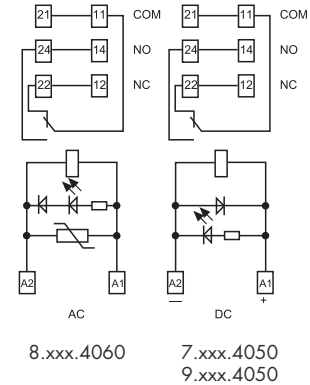 21 11 COM 21 11 COM
24 14 NO 24 14 NO
22 12 NC 22 12 NC
A2 A1 A2 A1
— +
AC DC
8.xxx.4060 7.xxx.4050
9.xxx.4050